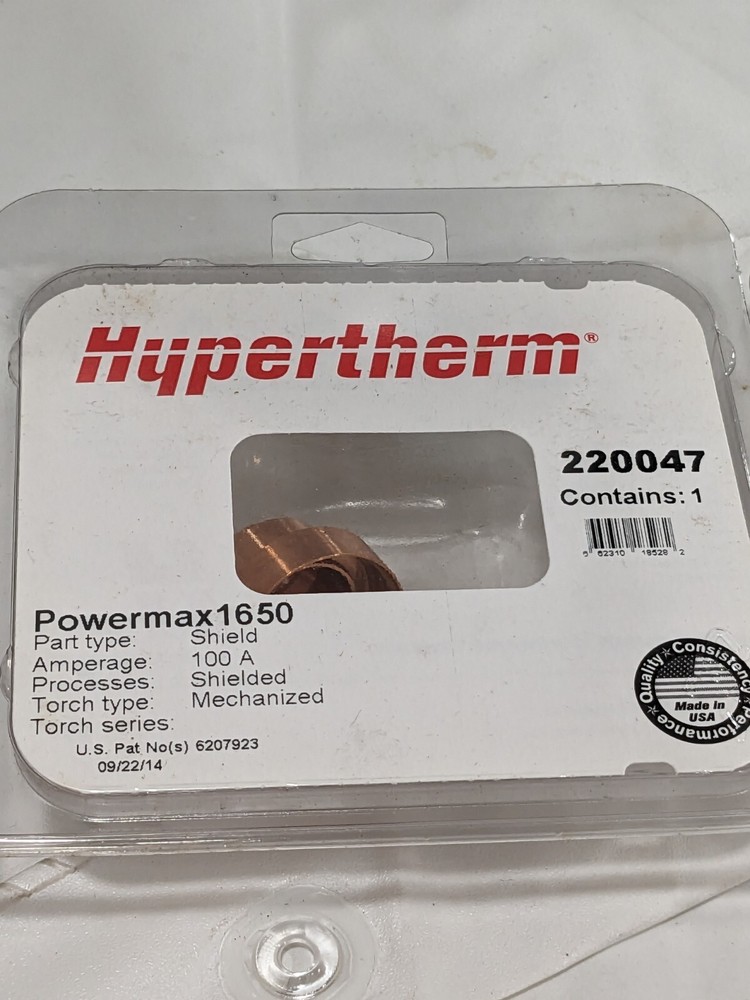 Hypertherm®
220047
Contains: 1
6 62310 18528 2
Powermax1650
Part type: Shield
Amperage: 100 A
Processes: Shielded
Torch type: Mechanized
Torch series:
U.S. Pat No(s) 6207923
09/22/14
Quality ★ Consistency ★ Performance ★
Made in
USA